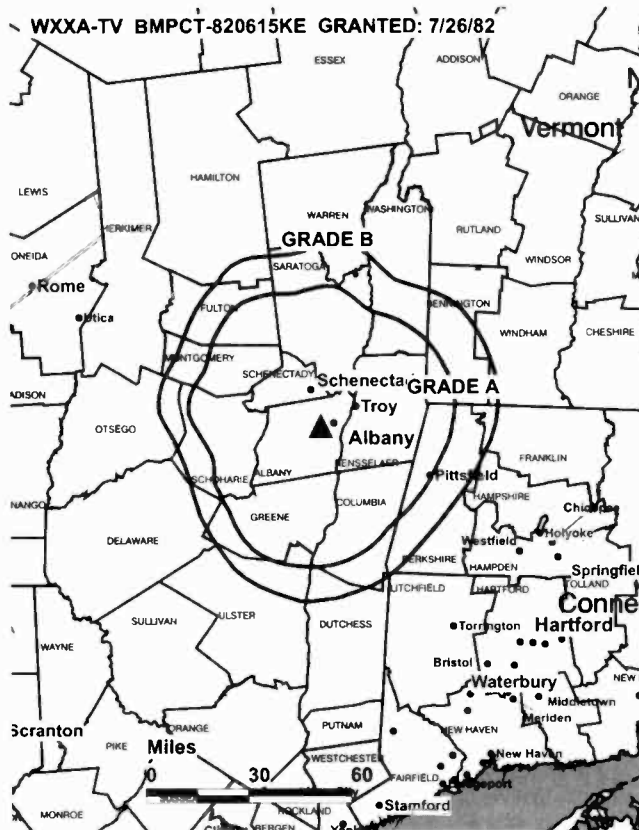 WXXA-TV BMPCT-820615KE GRANTED: 7/26/82
ESSEX
ADDISON
N
ORANGE
Vermont
LEWIS
HAMILTON
WARREN
WASHINGTON
RUTLAND
SULLIVAN
HERKIMER
ONEIDA
GRADE B
WINDSOR
SARATOGA
Rome
FULTON
BENNINGTON
Utica
WINDHAM
CHESHIRE
MONTGOMERY
SCHENECTADY
Schenectad
GRADE A
ADISON
Troy
OTSEGO
Albany
FRANKLIN
SCHOHARIE
ALBANY
RENSSELAER
Pittsfield
HAMPSHIRE
NANGO
COLUMBIA
GREENE
Chicopee
Holyoke
DELAWARE
Westfield
BERKSHIRE
HAMPDEN
Springfiel
LITCHFIELD
HARTFORD
TOLLAND
Conne
SULLIVAN
ULSTER
DUTCHESS
Torrington
Hartford
WAYNE
Bristol
Waterbury
NEW
Middletown
Meriden
Scranton
ORANGE
PUTNAM
NEW HAVEN
PIKE
Miles
WESTCHESTER
New Haven
0 30 60
FAIRFIELD
SUSSEX
Stamford
MONROE
ROCKLAND
BERGEN